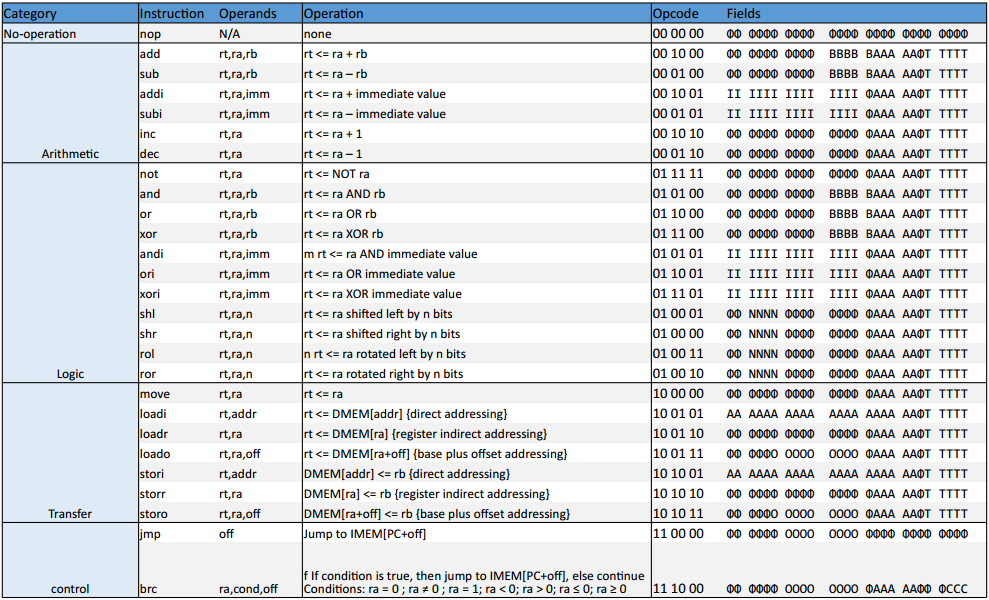 Category Instruction Operands Operation Opcode Fields
No-operation nop N/A none 00 00 00 ΦΦ ΦΦΦΦ ΦΦΦΦ ΦΦΦΦ ΦΦΦΦ ΦΦΦΦ ΦΦΦΦ
add rt,ra,rb rt <= ra + rb 00 10 00 ΦΦ ΦΦΦΦ ΦΦΦΦ BBBB BAAA AAΦT TTTT
sub rt,ra,rb rt <= ra – rb 00 01 00 ΦΦ ΦΦΦΦ ΦΦΦΦ BBBB BAAA AAΦT TTTT
addi rt,ra,imm rt <= ra + immediate value 00 10 01 II IIII IIII IIII ΦAAA AAΦT TTTT
subi rt,ra,imm rt <= ra – immediate value 00 01 01 II IIII IIII IIII ΦAAA AAΦT TTTT
inc rt,ra rt <= ra + 1 00 10 10 ΦΦ ΦΦΦΦ ΦΦΦΦ ΦΦΦΦ ΦAAA AAΦT TTTT
Arithmetic dec rt,ra rt <= ra – 1 00 01 10 ΦΦ ΦΦΦΦ ΦΦΦΦ ΦΦΦΦ ΦAAA AAΦT TTTT
not rt,ra rt <= NOT ra 01 11 11 ΦΦ ΦΦΦΦ ΦΦΦΦ ΦΦΦΦ ΦAAA AAΦT TTTT
and rt,ra,rb rt <= ra AND rb 01 01 00 ΦΦ ΦΦΦΦ ΦΦΦΦ BBBB BAAA AAΦT TTTT
or rt,ra,rb rt <= ra OR rb 01 10 00 ΦΦ ΦΦΦΦ ΦΦΦΦ BBBB BAAA AAΦT TTTT
xor rt,ra,rb rt <= ra XOR rb 01 11 00 ΦΦ ΦΦΦΦ ΦΦΦΦ BBBB BAAA AAΦT TTTT
andi rt,ra,imm m rt <= ra AND immediate value 01 01 01 II IIII IIII IIII ΦAAA AAΦT TTTT
ori rt,ra,imm rt <= ra OR immediate value 01 10 01 II IIII IIII IIII ΦAAA AAΦT TTTT
xori rt,ra,imm rt <= ra XOR immediate value 01 11 01 II IIII IIII IIII ΦAAA AAΦT TTTT
shl rt,ra,n rt <= ra shifted left by n bits 01 00 01 ΦΦ NNNN ΦΦΦΦ ΦΦΦΦ ΦAAA AAΦT TTTT
shr rt,ra,n rt <= ra shifted right by n bits 01 00 00 ΦΦ NNNN ΦΦΦΦ ΦΦΦΦ ΦAAA AAΦT TTTT
rol rt,ra,n n rt <= ra rotated left by n bits 01 00 11 ΦΦ NNNN ΦΦΦΦ ΦΦΦΦ ΦAAA AAΦT TTTT
Logic ror rt,ra,n rt <= ra rotated right by n bits 01 00 10 ΦΦ NNNN ΦΦΦΦ ΦΦΦΦ ΦAAA AAΦT TTTT
move rt,ra rt <= ra 10 00 00 ΦΦ ΦΦΦΦ ΦΦΦΦ ΦΦΦΦ ΦAAA AAΦT TTTT
loadi rt,addr rt <= DMEM[addr] {direct addressing} 10 01 01 AA AAAA AAAA AAAA AAAA AAΦT TTTT
loadr rt,ra rt <= DMEM[ra] {register indirect addressing} 10 01 10 ΦΦ ΦΦΦΦ ΦΦΦΦ ΦΦΦΦ ΦAAA AAΦT TTTT
loado rt,ra,off rt <= DMEM[ra+off] {base plus offset addressing} 10 01 11 ΦΦ ΦΦΦΦ OOOO OOOO ΦAAA AAΦT TTTT
stori rt,addr DMEM[addr] <= rb {direct addressing} 10 10 01 AA AAAA AAAA AAAA AAAA AAΦT TTTT
storr rt,ra DMEM[ra] <= rb {register indirect addressing} 10 10 10 ΦΦ ΦΦΦΦ ΦΦΦΦ ΦΦΦΦ ΦAAA AAΦT TTTT
Transfer storo rt,ra,off DMEM[ra+off] <= rb {base plus offset addressing} 10 10 11 ΦΦ ΦΦΦΦ OOOO OOOO ΦAAA AAΦT TTTT
jmp off Jump to IMEM[PC+off] 11 00 00 ΦΦ ΦΦΦΦ OOOO OOOO ΦΦΦΦ ΦΦΦΦ ΦΦΦΦ
f If condition is true, then jump to IMEM[PC+off], else continue
control brc ra,cond,off Conditions: ra = 0 ; ra ≠ 0 ; ra = 1; ra < 0; ra > 0; ra ≤ 0; ra ≥ 0 11 10 00 ΦΦ ΦΦΦΦ OOOO OOOO ΦAAA AAΦΦ ΦCCC